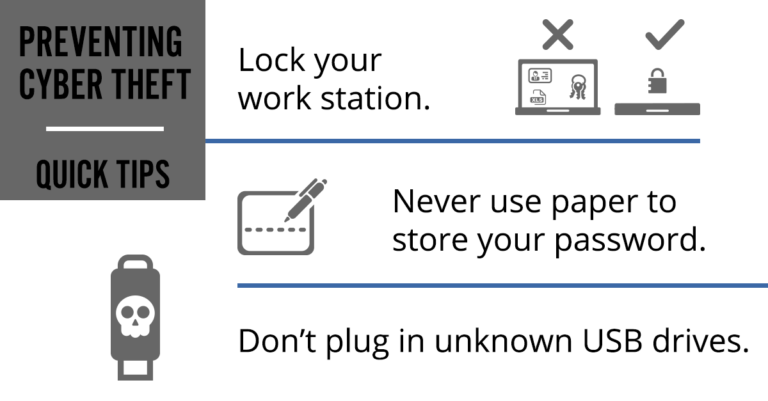 PREVENTING
CYBER THEFT
QUICK TIPS
Lock your
work station.
XLS
Never use paper to
store your password.
Don't plug in unknown USB drives.